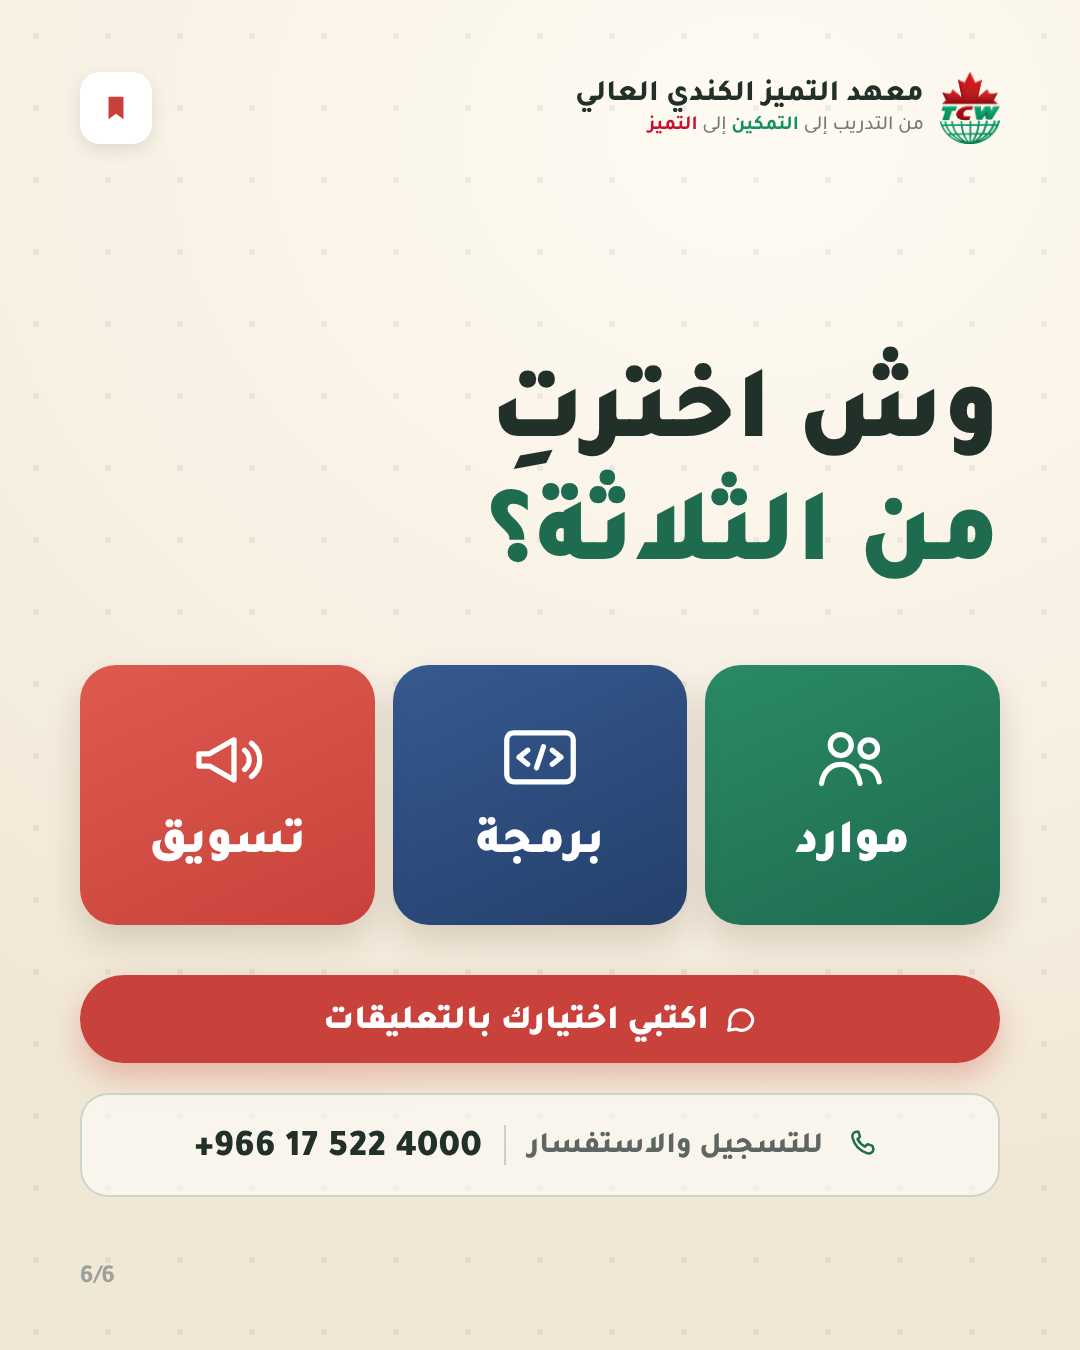 معهد التميز الكندي العالي
من التدريب إلى التمكين إلى التميز
TCW
وش اخترتِ
من الثلاثة؟
موارد
</>
برمجة
تسويق
اكتبي اختيارك بالتعليقات
للتسجيل والاستفسار
+966 17 522 4000
6/6